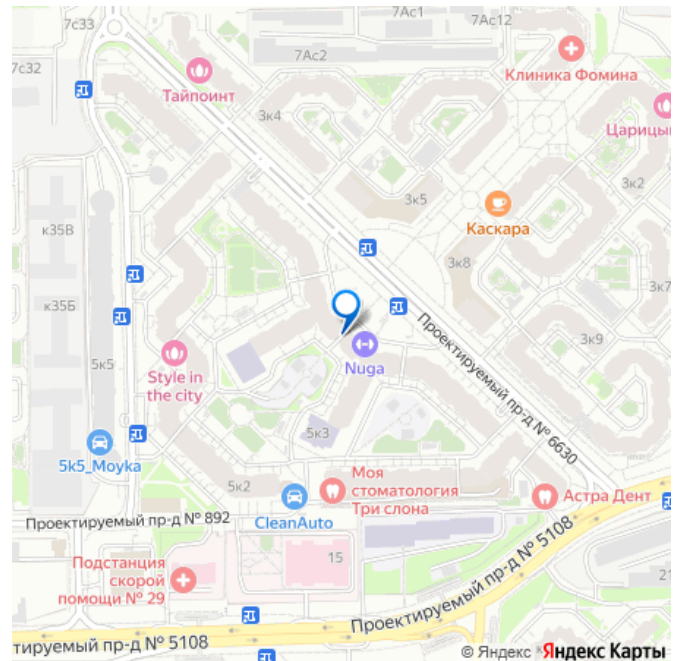 7с33
7Ас1
7Ас12
7с32
7Ас2
Клиника Фомина
Тайпоинт
3к4
Царицы
3к2
3к5
к35В
Каскара
3к8
3к7
к35Б
3к9
Проектируемый пр-д № 6630
5к5
Nuga
Style in
the city
5к3
5k5_Moyka
5к2
Моя
стоматология
Три слона
Астра Дент
CleanAuto
Проектируемый пр-д № 892
15
Подстанция
скорой
помощи № 29
21
Проектируемый пр-д № 5108
тируемый пр-д № 5108
© Яндекс
Яндекс Карты